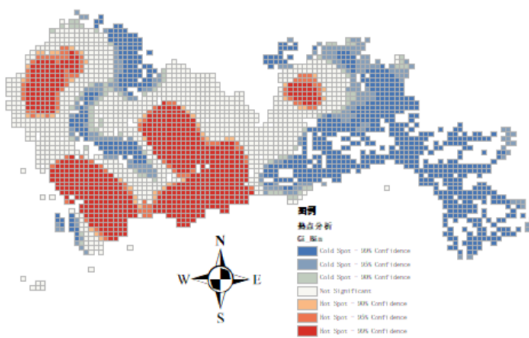 图例
热点分析
Gi_Bin
Cold Spot - 99% Confidence
Cold Spot - 95% Confidence
Cold Spot - 90% Confidence
Not Significant
Hot Spot - 90% Confidence
Hot Spot - 95% Confidence
Hot Spot - 99% Confidence
N
W
E
S